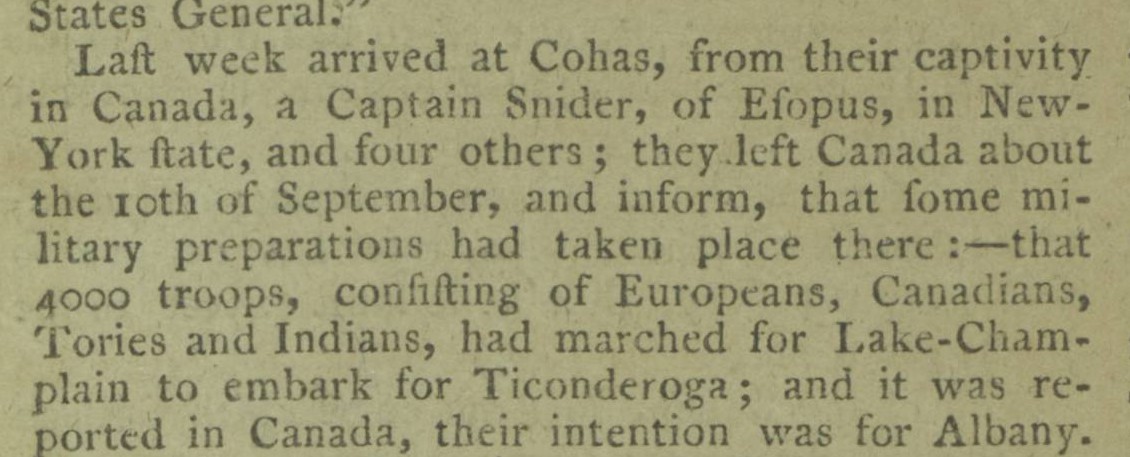 States General."
Laſt week arrived at Cohas, from their captivity
in Canada, a Captain Snider, of Eſopus, in New-
York ſtate, and four others; they left Canada about
the 10th of September, and inform, that ſome mi-
litary preparations had taken place there:—that
4000 troops, conſiſting of Europeans, Canadians,
Tories and Indians, had marched for Lake-Cham-
plain to embark for Ticonderoga; and it was re-
ported in Canada, their intention was for Albany.